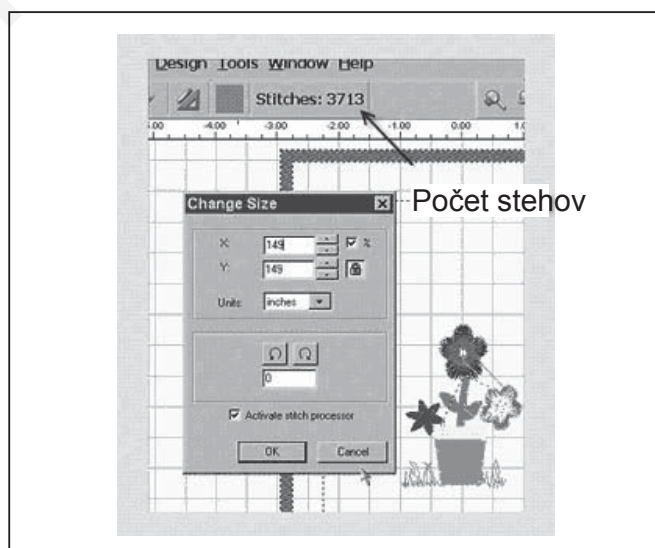 Design Tools Window Help
Stitches: 3713
-4.00 -3.00 -2.00 -1.00 0.00
Počet stehov
Change Size
X: 149 %
Y: 149
Units: inches
0
Activate stitch processor
OK Cancel